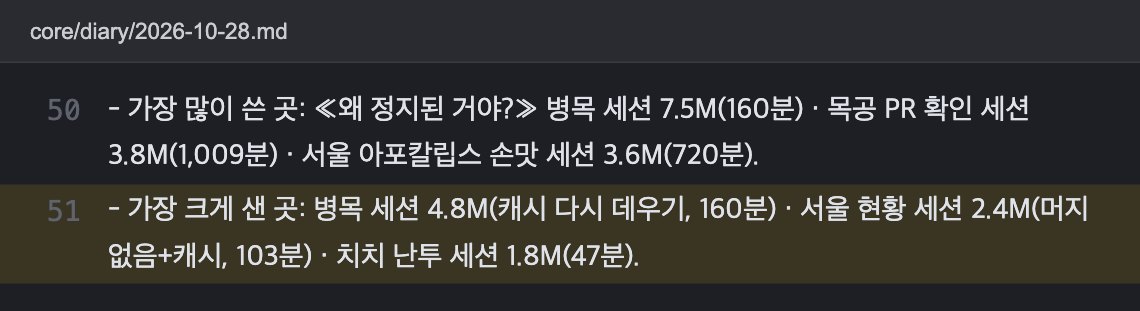 core/diary/2026-10-28.md
50 - 가장 많이 쓴 곳: ≪왜 정지된 거야?≫ 병목 세션 7.5M(160분) · 목공 PR 확인 세션
3.8M(1,009분) · 서울 아포칼립스 손맛 세션 3.6M(720분).
51 - 가장 크게 샌 곳: 병목 세션 4.8M(캐시 다시 데우기, 160분) · 서울 현황 세션 2.4M(머지
없음+캐시, 103분) · 치치 난투 세션 1.8M(47분).